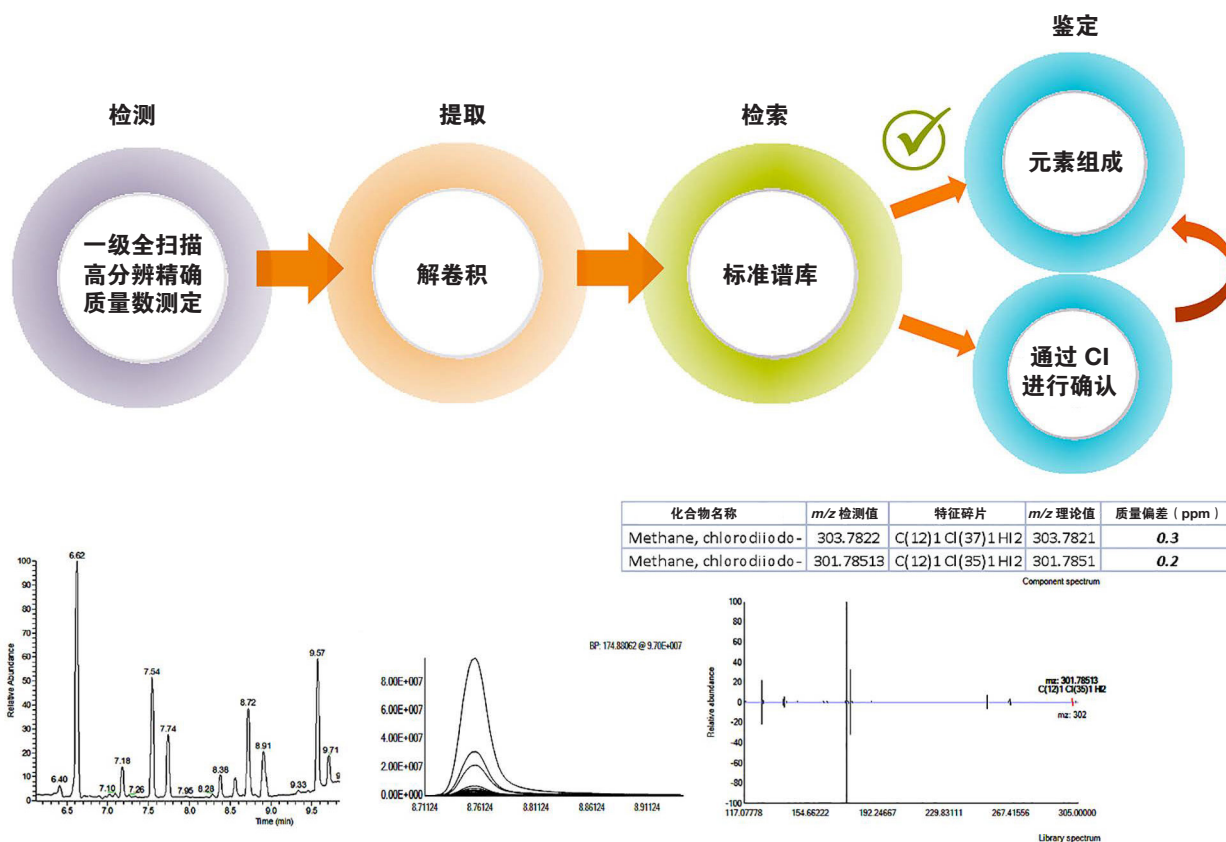 鉴定
检测
提取
检索
元素组成
一级全扫描
高分辨精确
质量数测定
解卷积
标准谱库
通过 CI
进行确认
化合物名称 m/z 检测值 特征碎片 m/z 理论值 质量偏差（ppm）
Methane, chlorodiiodo- 303.7822 C(12)1 Cl(37)1 HI2 303.7821 0.3
Methane, chlorodiiodo- 301.78513 C(12)1 Cl(35)1 HI2 301.7851 0.2
Relative Abundance
100
90
80
70
60
50
40
30
20
10
0
6.40
6.62
7.10
7.18
7.26
7.54
7.74
7.95
8.28
8.38
8.72
8.91
9.33
9.57
9.71
9
6.5 7.0 7.5 8.0 8.5 9.0 9.5
Time (min)
BP: 174.88062 @ 9.70E+007
8.00E+007
6.00E+007
4.00E+007
2.00E+007
0.00E+000
8.71124 8.76124 8.81124 8.86124 8.91124
Component spectrum
Relative abundance
100
80
60
40
20
0
-20
-40
-60
-80
-100
mz: 301.78513
C(12)1 Cl(35)1 HI2
mz: 302
117.07778 154.66222 192.24667 229.83111 267.41556 305.00000
Library spectrum